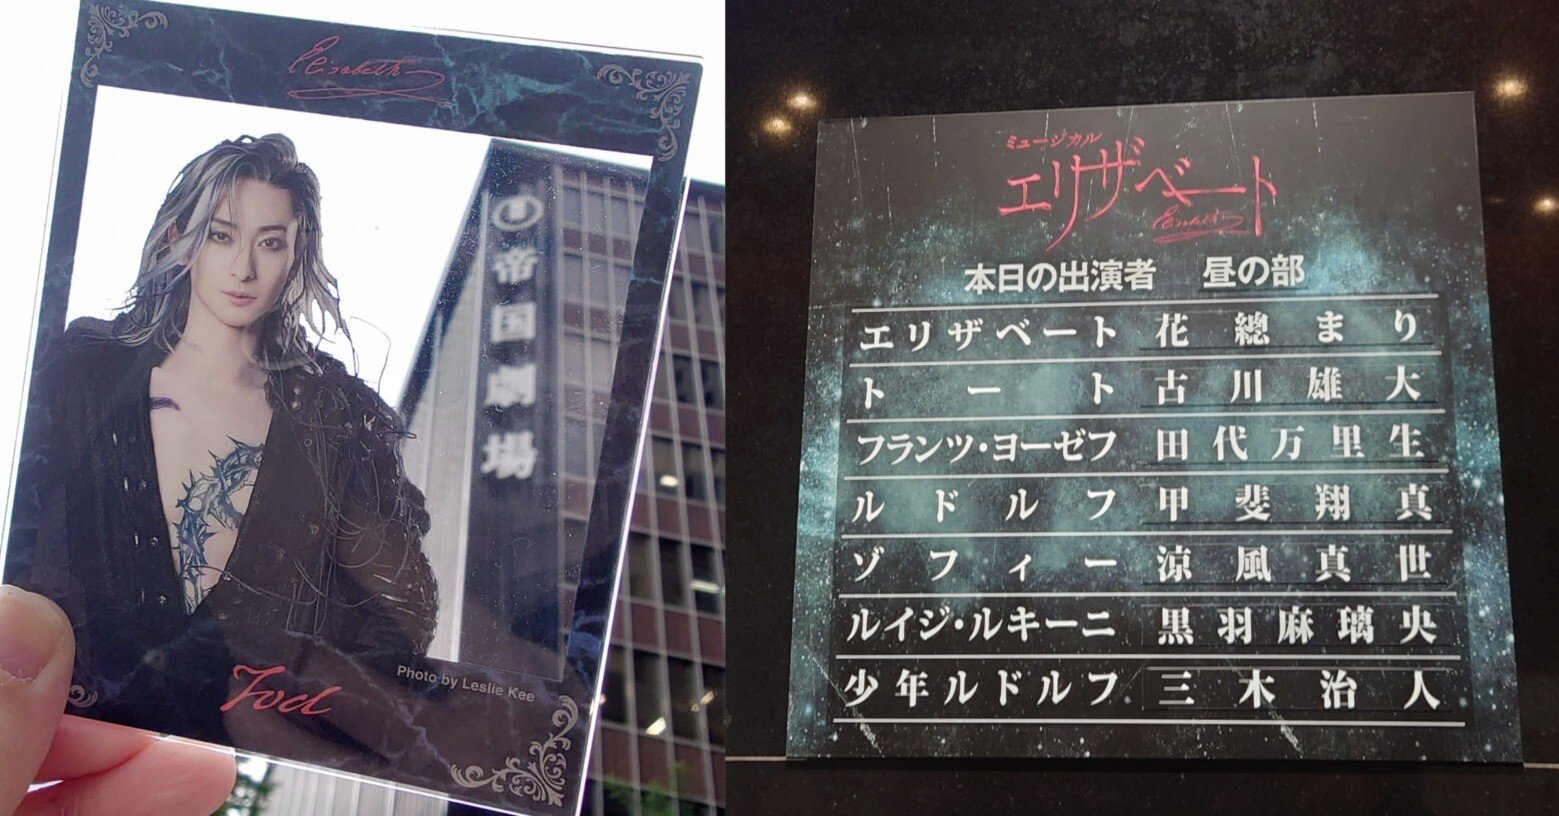 Elisabeth
帝国劇場
Photo by Leslie Kee
Tod
ミュージカル
エリザベート
Elisabeth
本日の出演者 昼の部
エリザベート 花總まり
トート 古川雄大
フランツ・ヨーゼフ 田代万里生
ルドルフ 甲斐翔真
ゾフィー 涼風真世
ルイジ・ルキーニ 黒羽麻璃央
少年ルドルフ 三木治人